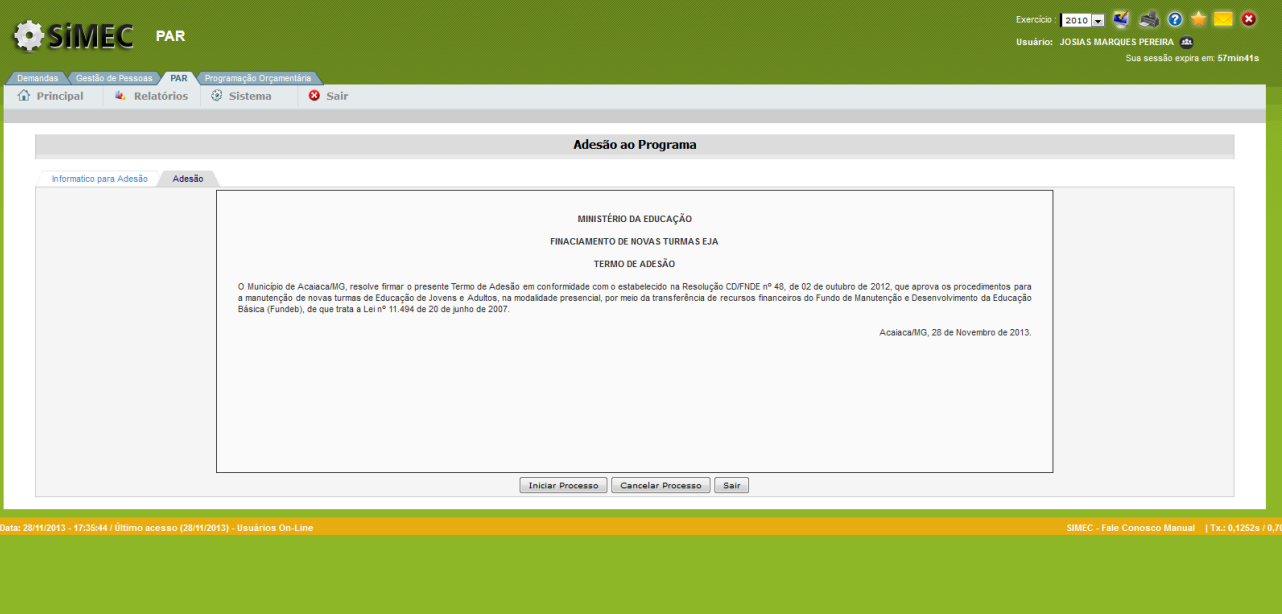 SiMEC PAR
Exercício : 2010
Usuário: JOSIAS MARQUES PEREIRA
Sua sessão expira em: 57min41s
Demandas Gestão de Pessoas PAR Programação Orçamentária
Principal Relatórios Sistema Sair
Adesão ao Programa
Informatico para Adesão Adesão
MINISTÉRIO DA EDUCAÇÃO
FINACIAMENTO DE NOVAS TURMAS EJA
TERMO DE ADESÃO
O Município de Acaiaca/MG, resolve firmar o presente Termo de Adesão em conformidade com o estabelecido na Resolução CD/FNDE nº 48, de 02 de outubro de 2012, que aprova os procedimentos para
a manutenção de novas turmas de Educação de Jovens e Adultos, na modalidade presencial, por meio da transferência de recursos financeiros do Fundo de Manutenção e Desenvolvimento da Educação
Básica (Fundeb), de que trata a Lei nº 11.494 de 20 de junho de 2007.
Acaiaca/MG, 28 de Novembro de 2013.
Iniciar Processo Cancelar Processo Sair
Data: 28/11/2013 - 17:35:44 / Último acesso (28/11/2013) - Usuários On-Line
SIMEC - Fale Conosco Manual | Tx.: 0,1252s / 0,70